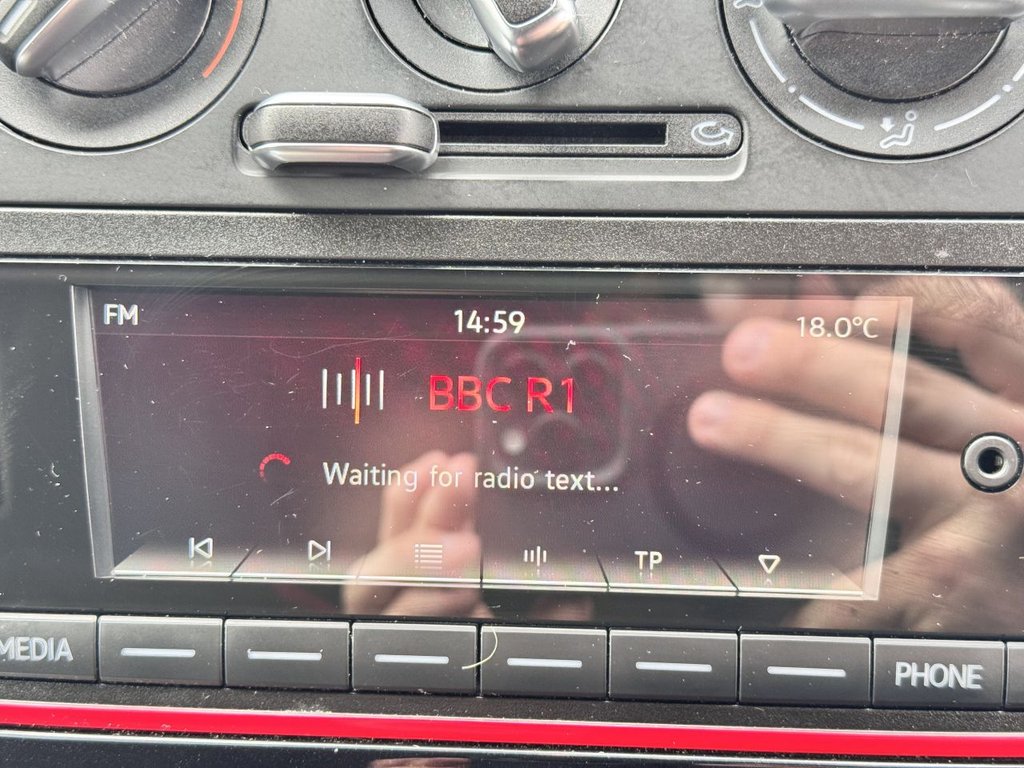 FM 14:59 18.0°C
BBC R1
Waiting for radio text...
TP
MEDIA PHONE